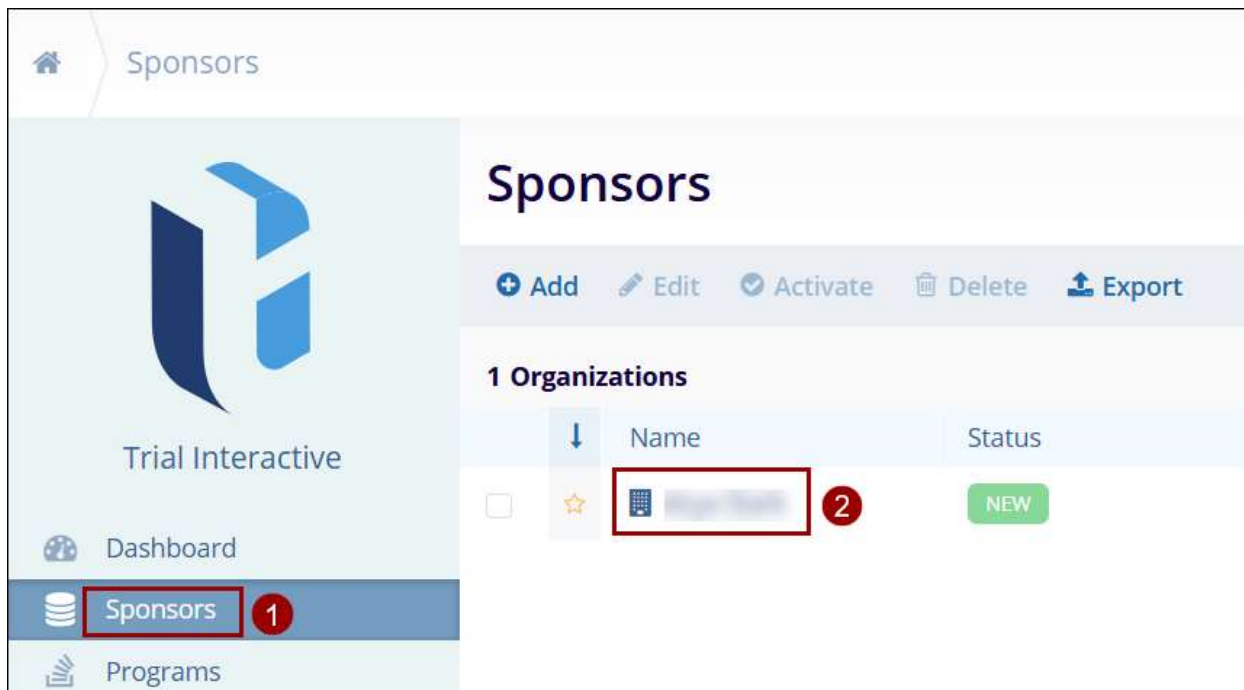 Sponsors
Sponsors
Add Edit Activate Delete Export
1 Organizations
Name Status
2 NEW
Trial Interactive
Dashboard
Sponsors 1
Programs